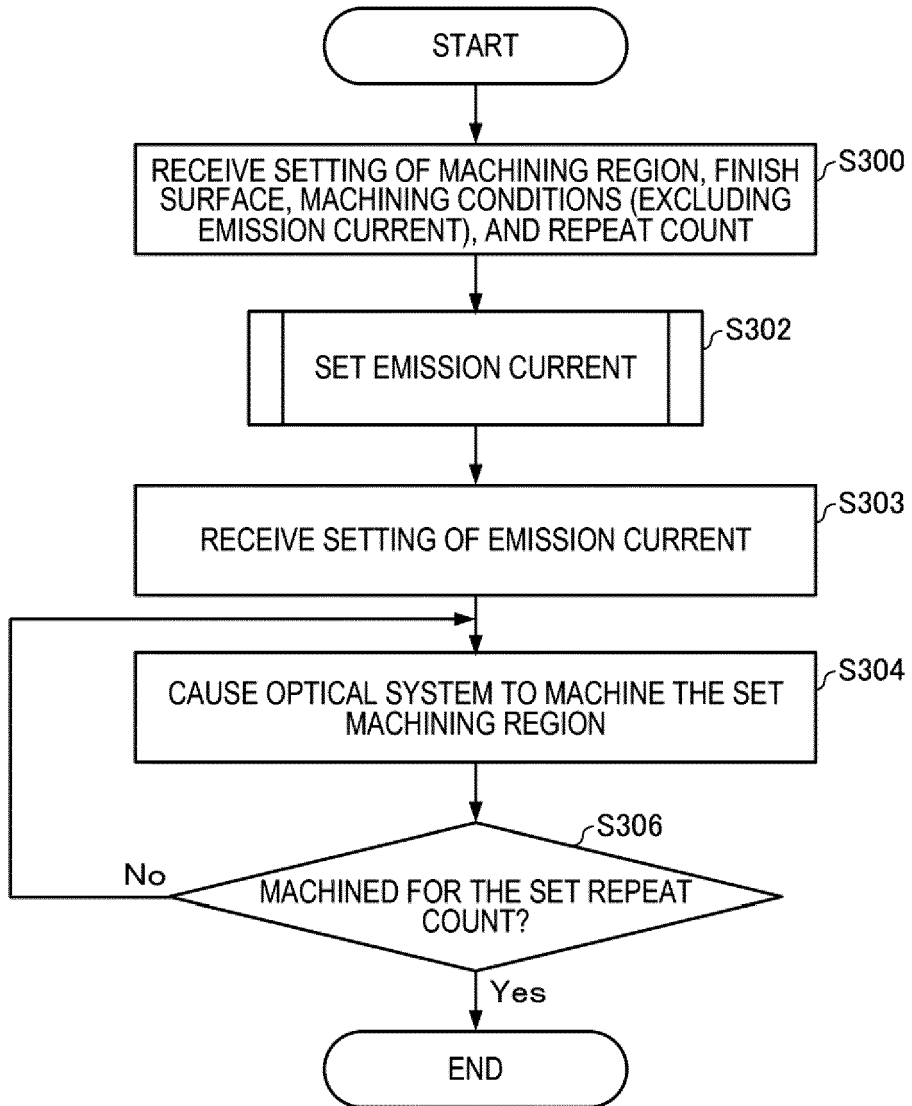 START
S300
RECEIVE SETTING OF MACHINING REGION, FINISH
SURFACE, MACHINING CONDITIONS (EXCLUDING
EMISSION CURRENT), AND REPEAT COUNT
S302
SET EMISSION CURRENT
S303
RECEIVE SETTING OF EMISSION CURRENT
S304
CAUSE OPTICAL SYSTEM TO MACHINE THE SET
MACHINING REGION
S306
No
MACHINED FOR THE SET REPEAT
COUNT?
Yes
END